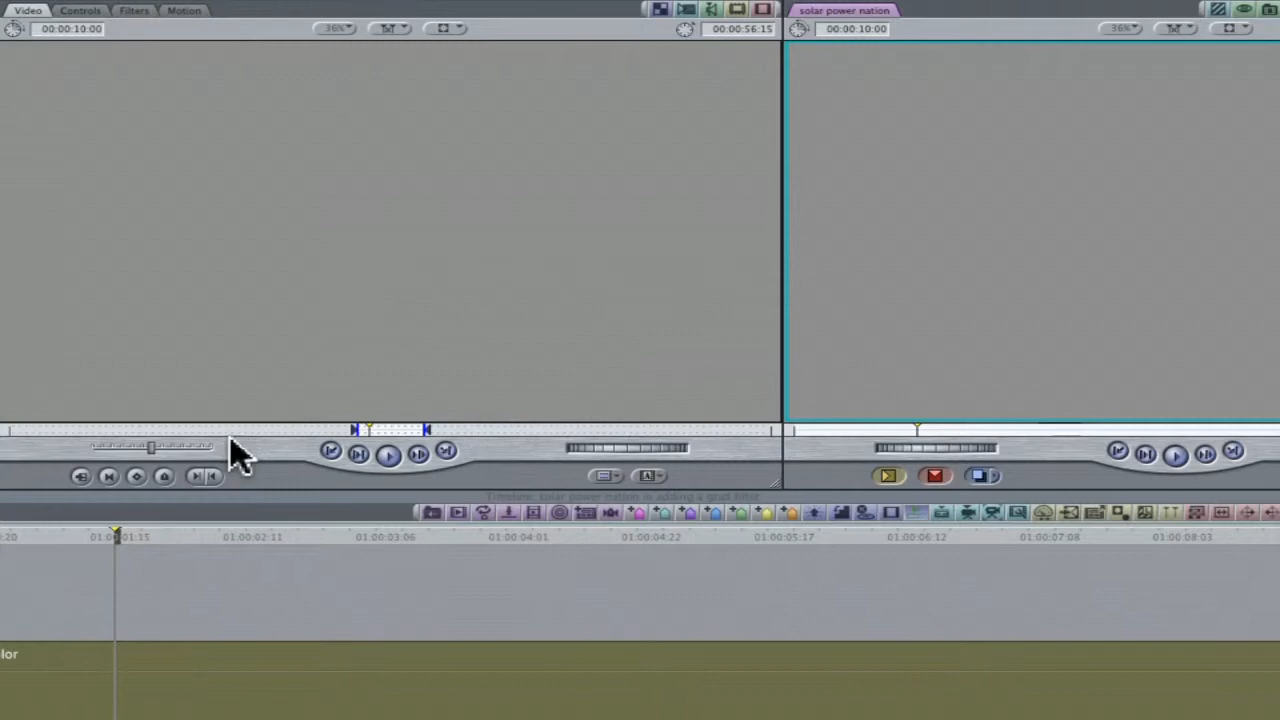 Video Controls Filters Motion
solar power nation
00:00:10:00 36% 00:00:56:15
00:00:10:00 36%
Timeline: solar power nation in adding a grad filter
:20 01:00:01:15 01:00:02:11 01:00:03:06 01:00:04:01 01:00:04:22 01:00:05:17 01:00:06:12 01:00:07:08 01:00:08:03
lor